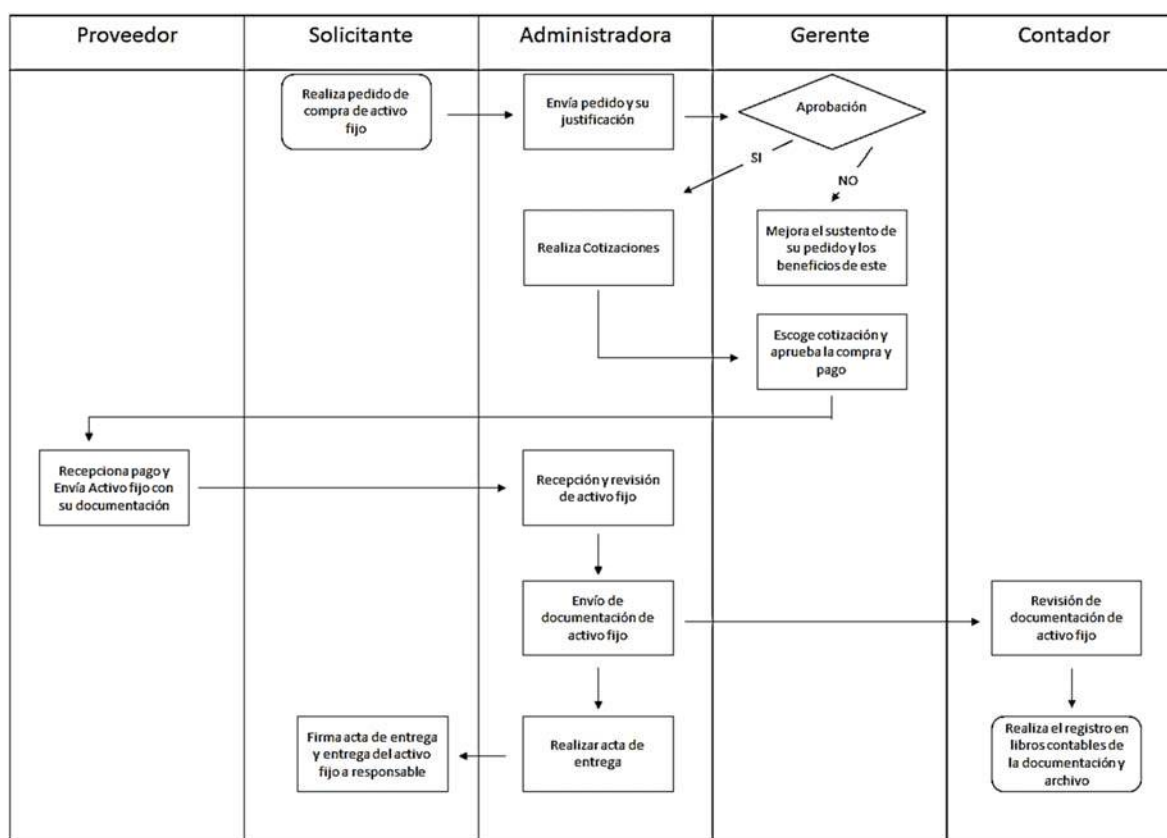 Proveedor
Solicitante
Administradora
Gerente
Contador
Realiza pedido de
compra de activo
fijo
Envía pedido y su
justificación
Aprobación
SI
NO
Realiza Cotizaciones
Mejora el sustento de
su pedido y los
beneficios de este
Escoge cotización y
aprueba la compra y
pago
Recepciona pago y
Envía Activo fijo con
su documentación
Recepción y revisión
de activo fijo
Envío de
documentación de
activo fijo
Revisión de
documentación de
activo fijo
Firma acta de entrega
y entrega del activo
fijo a responsable
Realizar acta de
entrega
Realiza el registro en
libros contables de
la documentación y
archivo